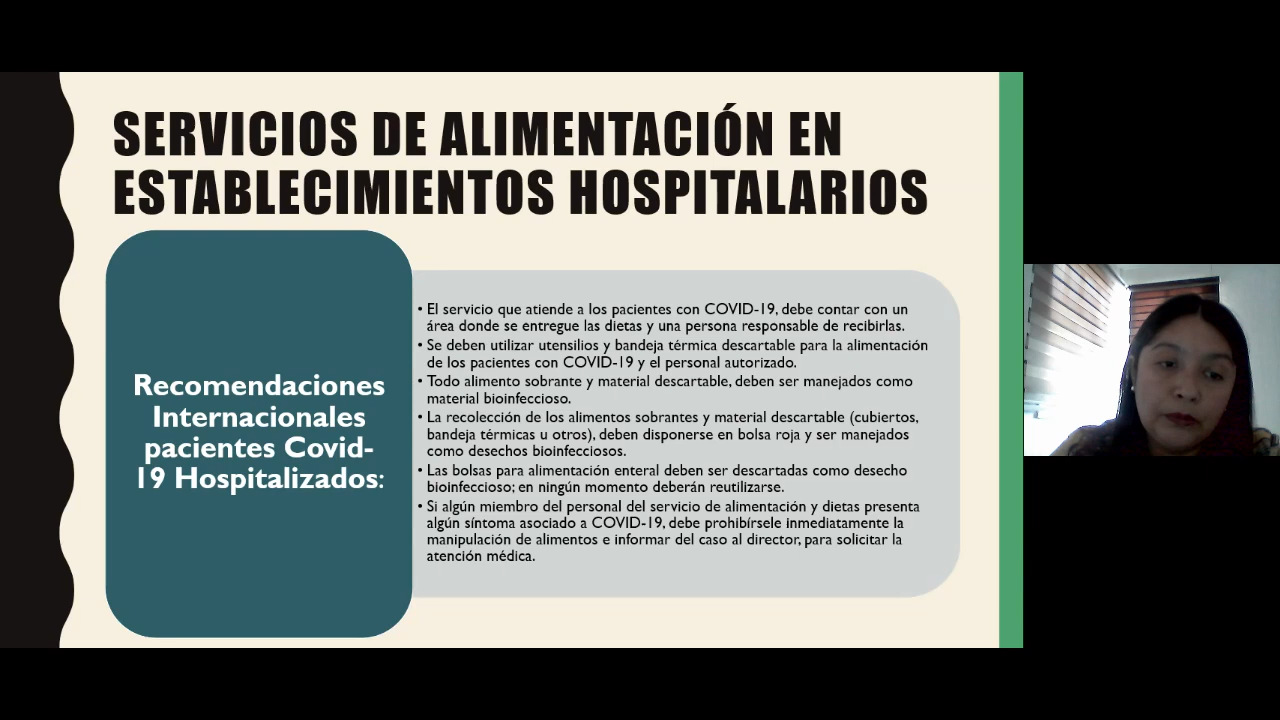 SERVICIOS DE ALIMENTACIÓN EN
ESTABLECIMIENTOS HOSPITALARIOS
Recomendaciones
Internacionales
pacientes Covid-
19 Hospitalizados:
• El servicio que atiende a los pacientes con COVID-19, debe contar con un
área donde se entregue las dietas y una persona responsable de recibirlas.
• Se deben utilizar utensilios y bandeja térmica descartable para la alimentación
de los pacientes con COVID-19 y el personal autorizado.
• Todo alimento sobrante y material descartable, deben ser manejados como
material bioinfeccioso.
• La recolección de los alimentos sobrantes y material descartable (cubiertos,
bandeja térmicas u otros), deben disponerse en bolsa roja y ser manejados
como desechos bioinfecciosos.
• Las bolsas para alimentación enteral deben ser descartadas como desecho
bioinfeccioso; en ningún momento deberán reutilizarse.
• Si algún miembro del personal del servicio de alimentación y dietas presenta
algún síntoma asociado a COVID-19, debe prohibírsele inmediatamente la
manipulación de alimentos e informar del caso al director, para solicitar la
atención médica.